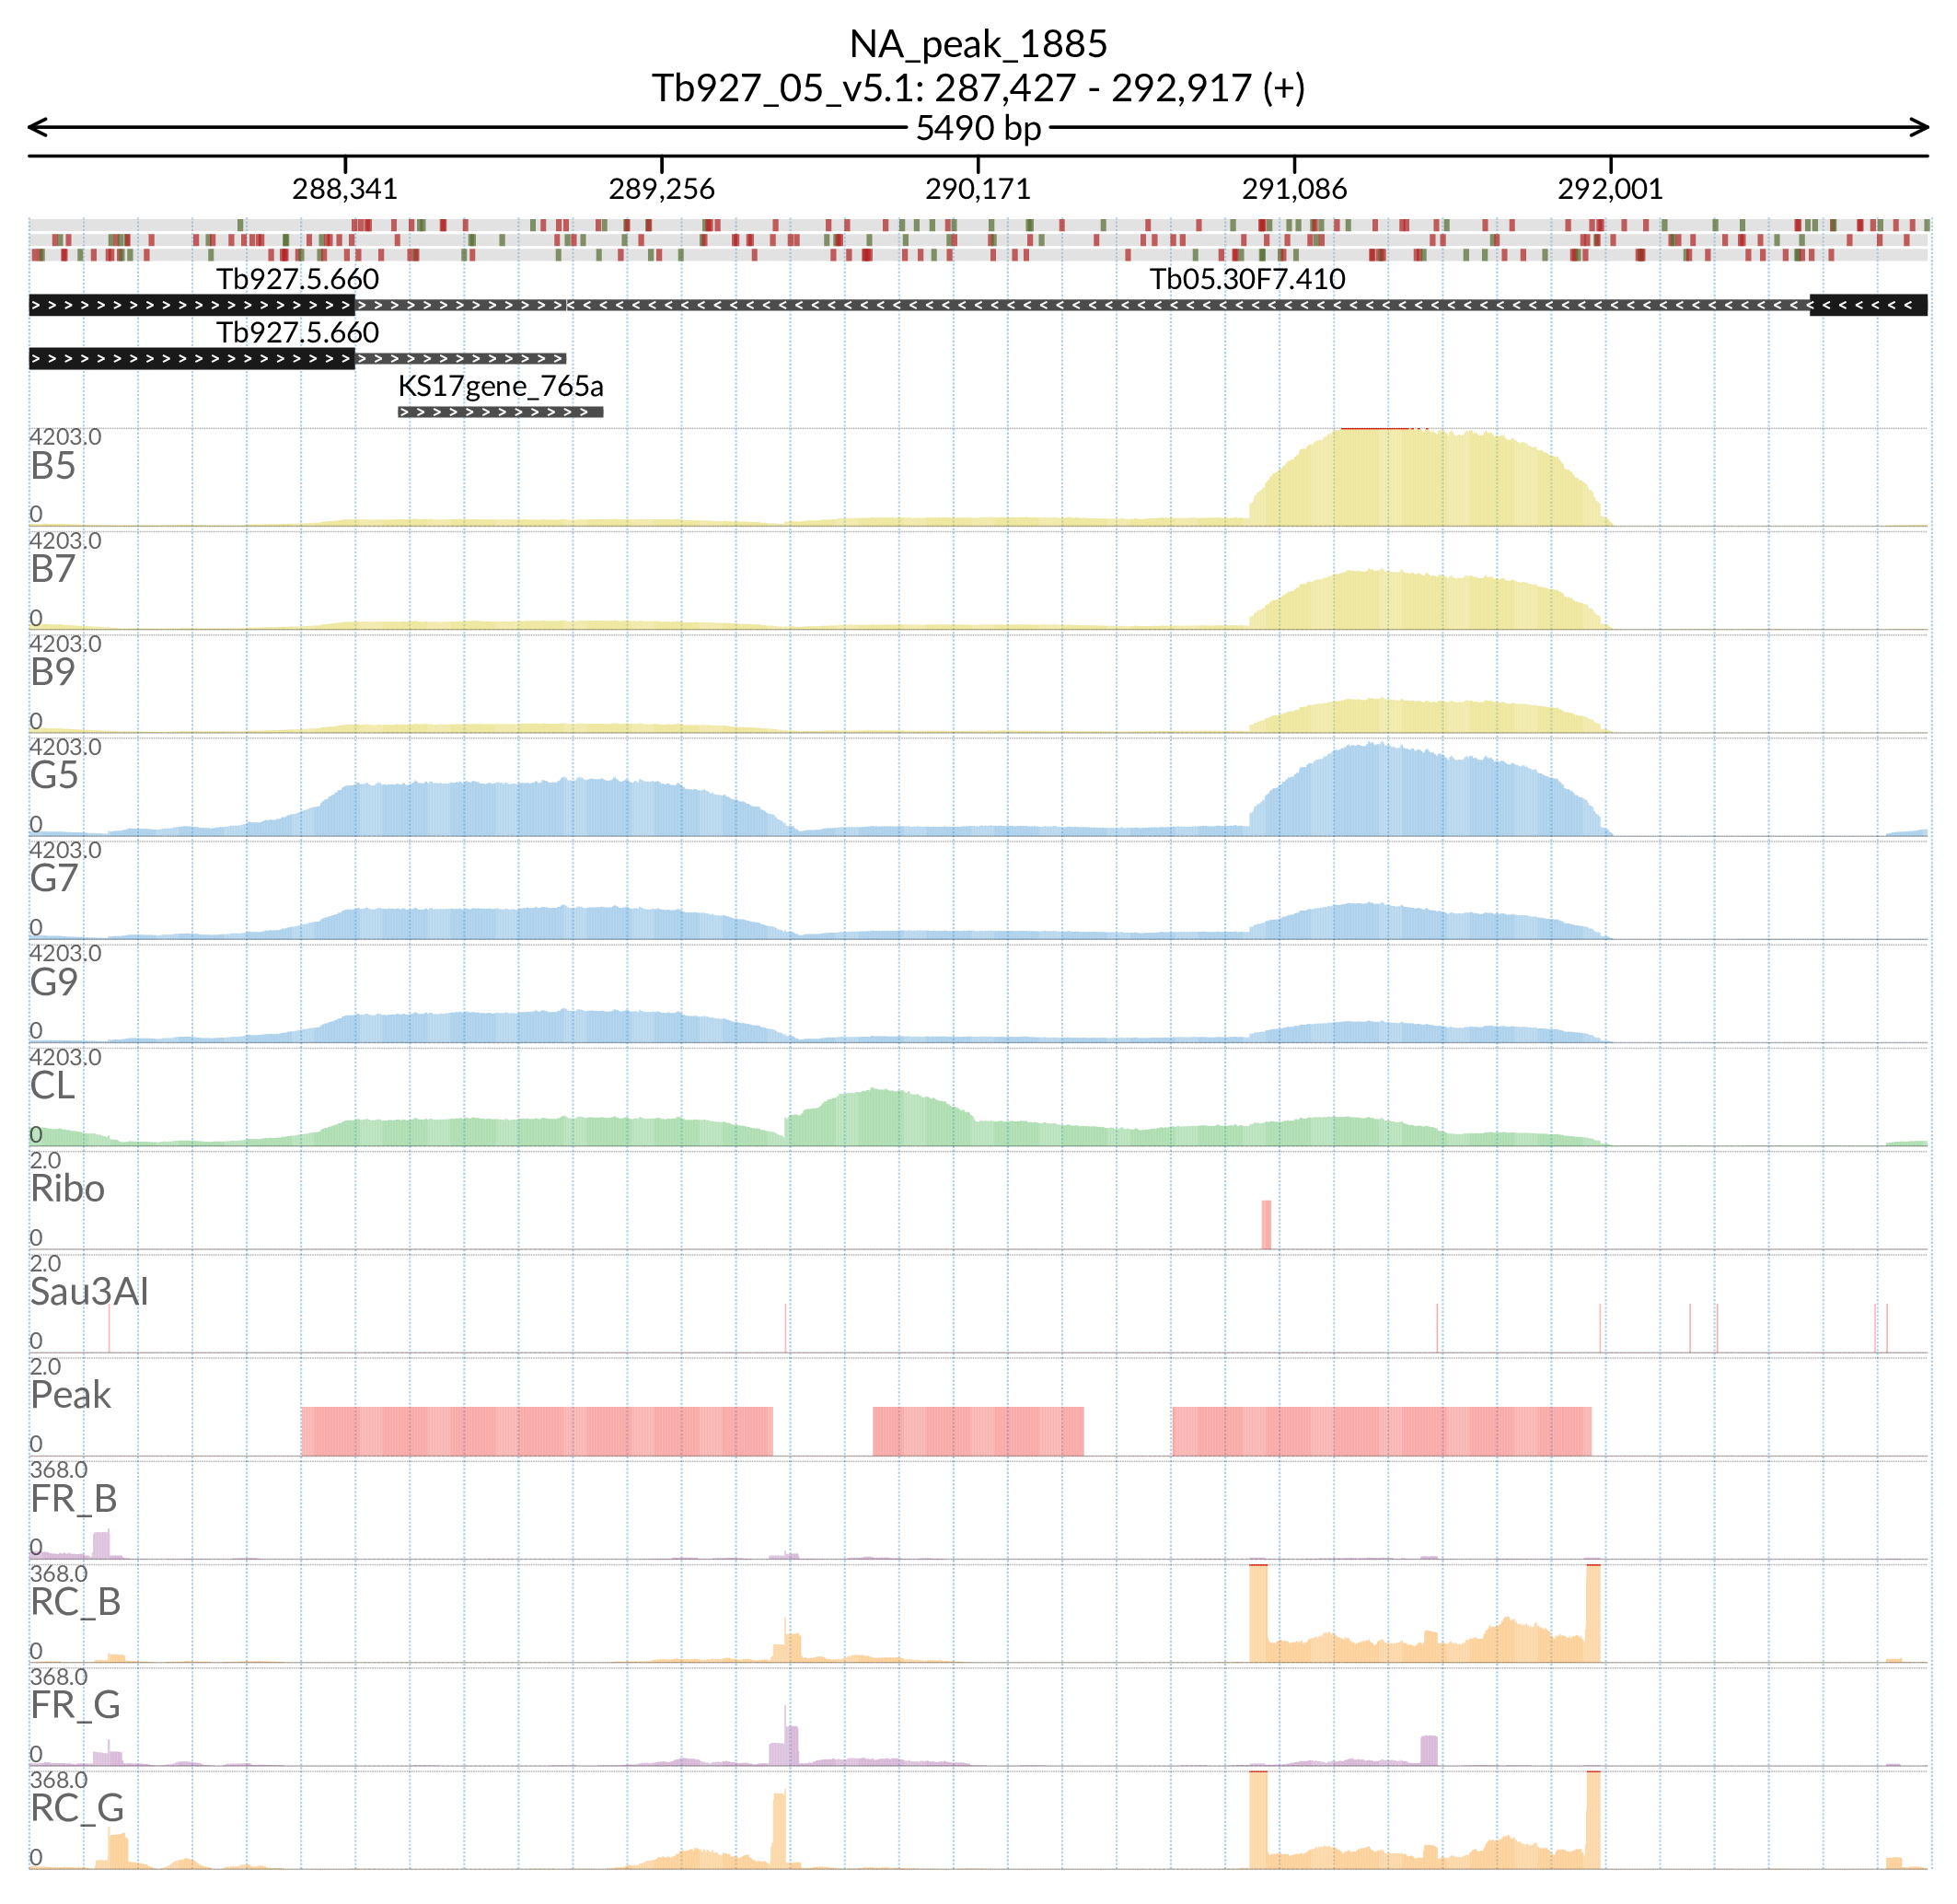 NA_peak_1885
Tb927_05_v5.1: 287,427 - 292,917 (+)
5490 bp
288,341 289,256 290,171 291,086 292,001
Tb927.5.660 Tb05.30F7.410
Tb927.5.660
KS17gene_765a
4203.0
B5
0
4203.0
B7
0
4203.0
B9
0
4203.0
G5
0
4203.0
G7
0
4203.0
G9
0
4203.0
CL
0
2.0
Ribo
0
2.0
Sau3AI
0
2.0
Peak
0
368.0
FR_B
0
368.0
RC_B
0
368.0
FR_G
0
368.0
RC_G
0